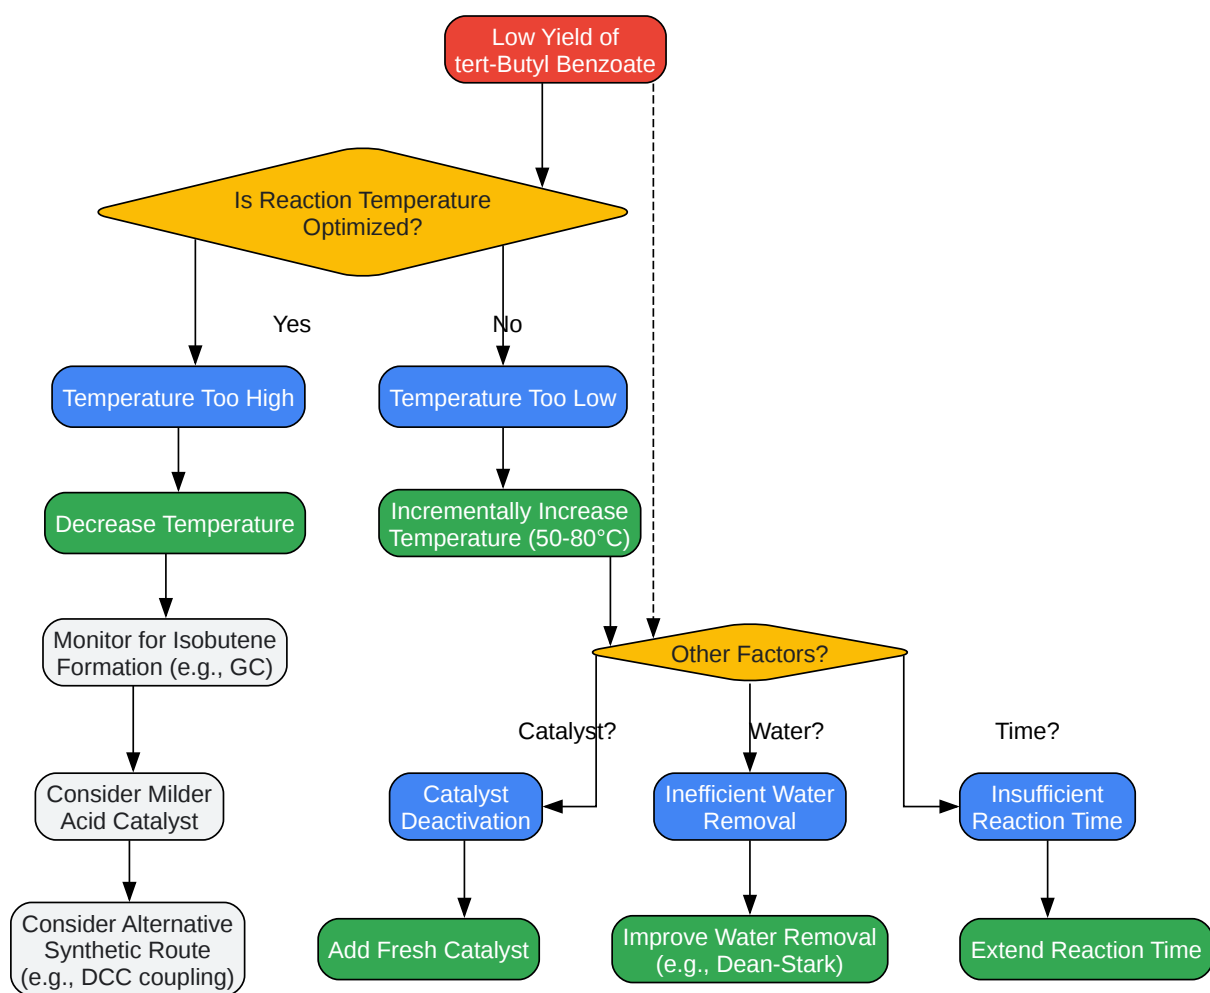 Low Yield of
tert-Butyl Benzoate
Is Reaction Temperature
Optimized?
Yes
No
Temperature Too High
Temperature Too Low
Decrease Temperature
Incrementally Increase
Temperature (50-80°C)
Monitor for Isobutene
Formation (e.g., GC)
Other Factors?
Catalyst?
Water?
Time?
Consider Milder
Acid Catalyst
Catalyst
Deactivation
Inefficient Water
Removal
Insufficient
Reaction Time
Consider Alternative
Synthetic Route
(e.g., DCC coupling)
Add Fresh Catalyst
Improve Water Removal
(e.g., Dean-Stark)
Extend Reaction Time